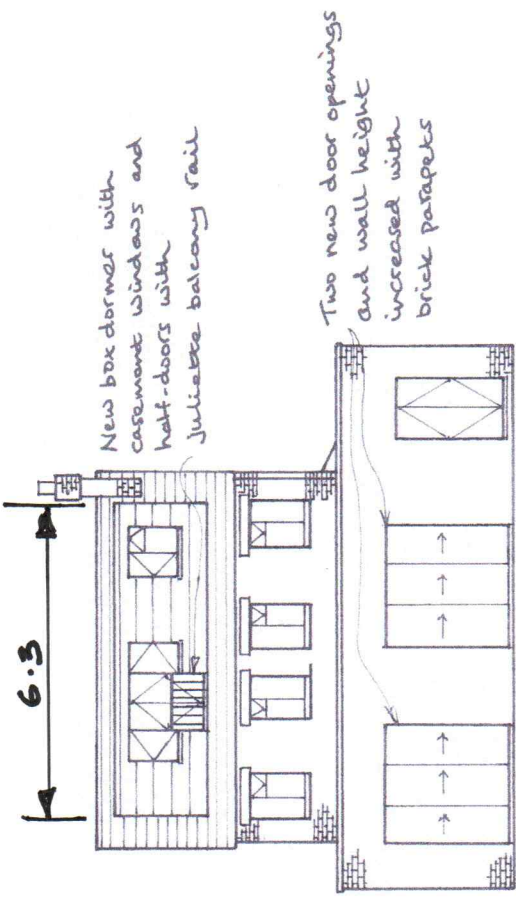 6.3
New box dormer with
casement windows and
half-doors with
Juliette balcony rail
Two new door openings
and wall height
increased with
brick parapets